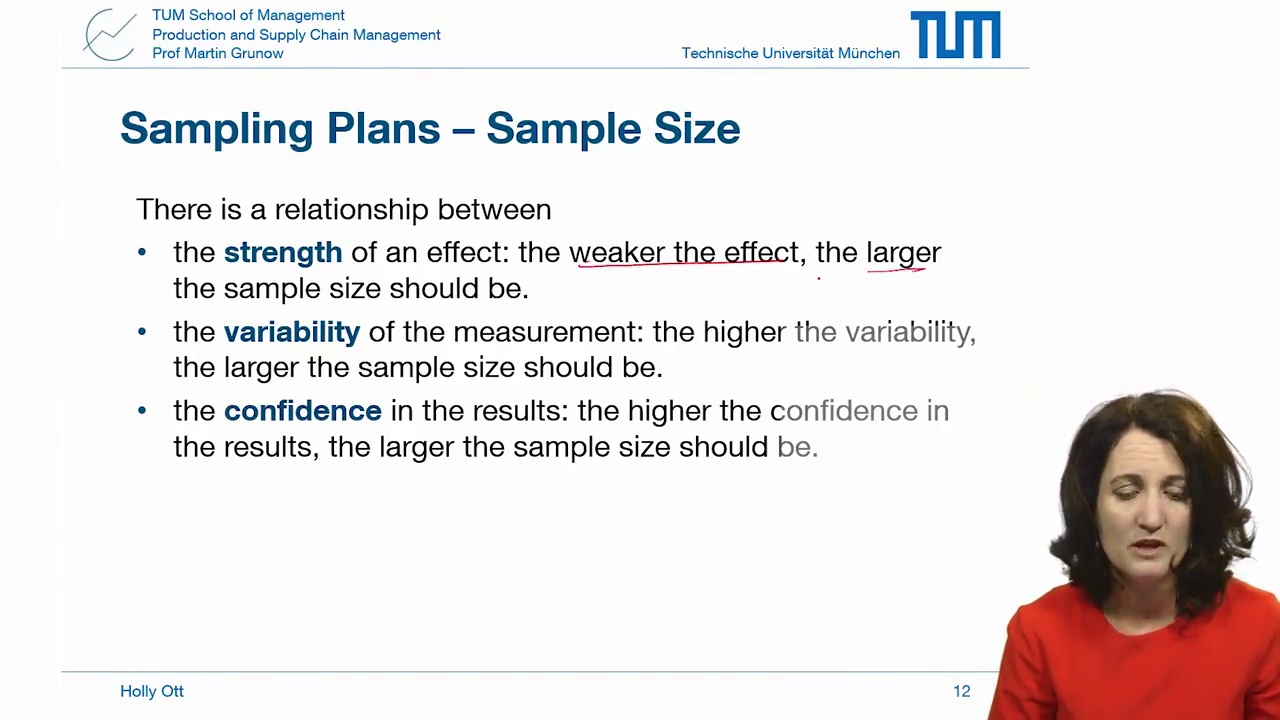 TUM School of Management
Production and Supply Chain Management
Prof Martin Grunow
Technische Universität München
TUM
Sampling Plans – Sample Size
There is a relationship between
• the strength of an effect: the weaker the effect, the larger
the sample size should be.
• the variability of the measurement: the higher the variability,
the larger the sample size should be.
• the confidence in the results: the higher the confidence in
the results, the larger the sample size should be.
Holly Ott
12